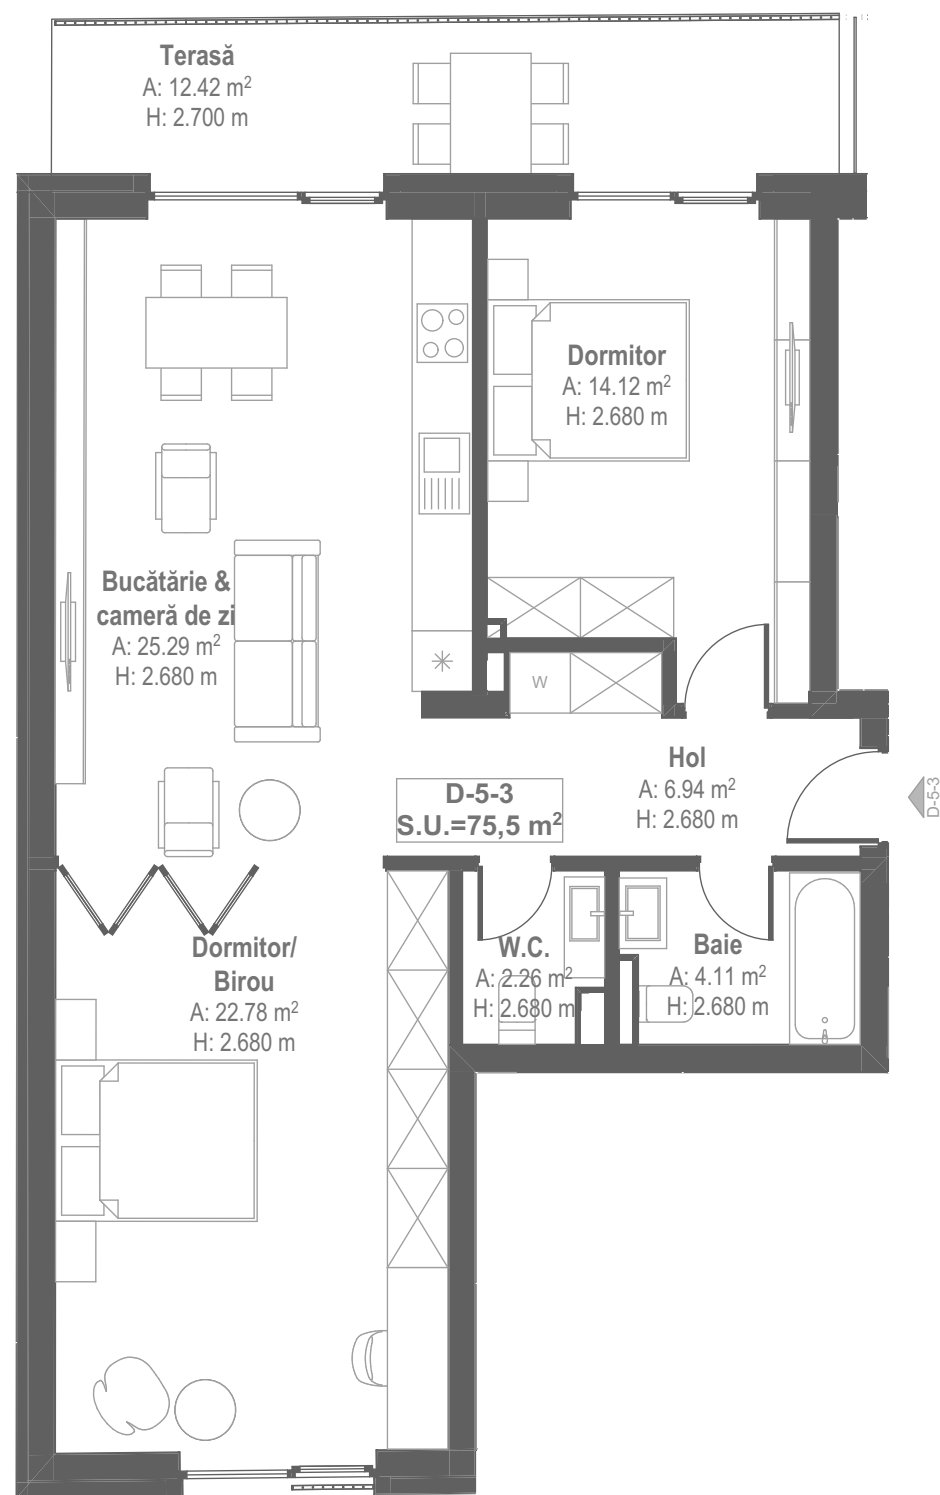 Terasă
A: 12.42 m²
H: 2.700 m
Dormitor
A: 14.12 m²
H: 2.680 m
Bucătărie &
cameră de zi
A: 25.29 m²
H: 2.680 m
W
Hol
A: 6.94 m²
H: 2.680 m
D-5-3
S.U.=75,5 m²
D-5-3
Dormitor/
Birou
A: 22.78 m²
H: 2.680 m
W.C.
A: 2.26 m²
H: 2.680 m
Baie
A: 4.11 m²
H: 2.680 m